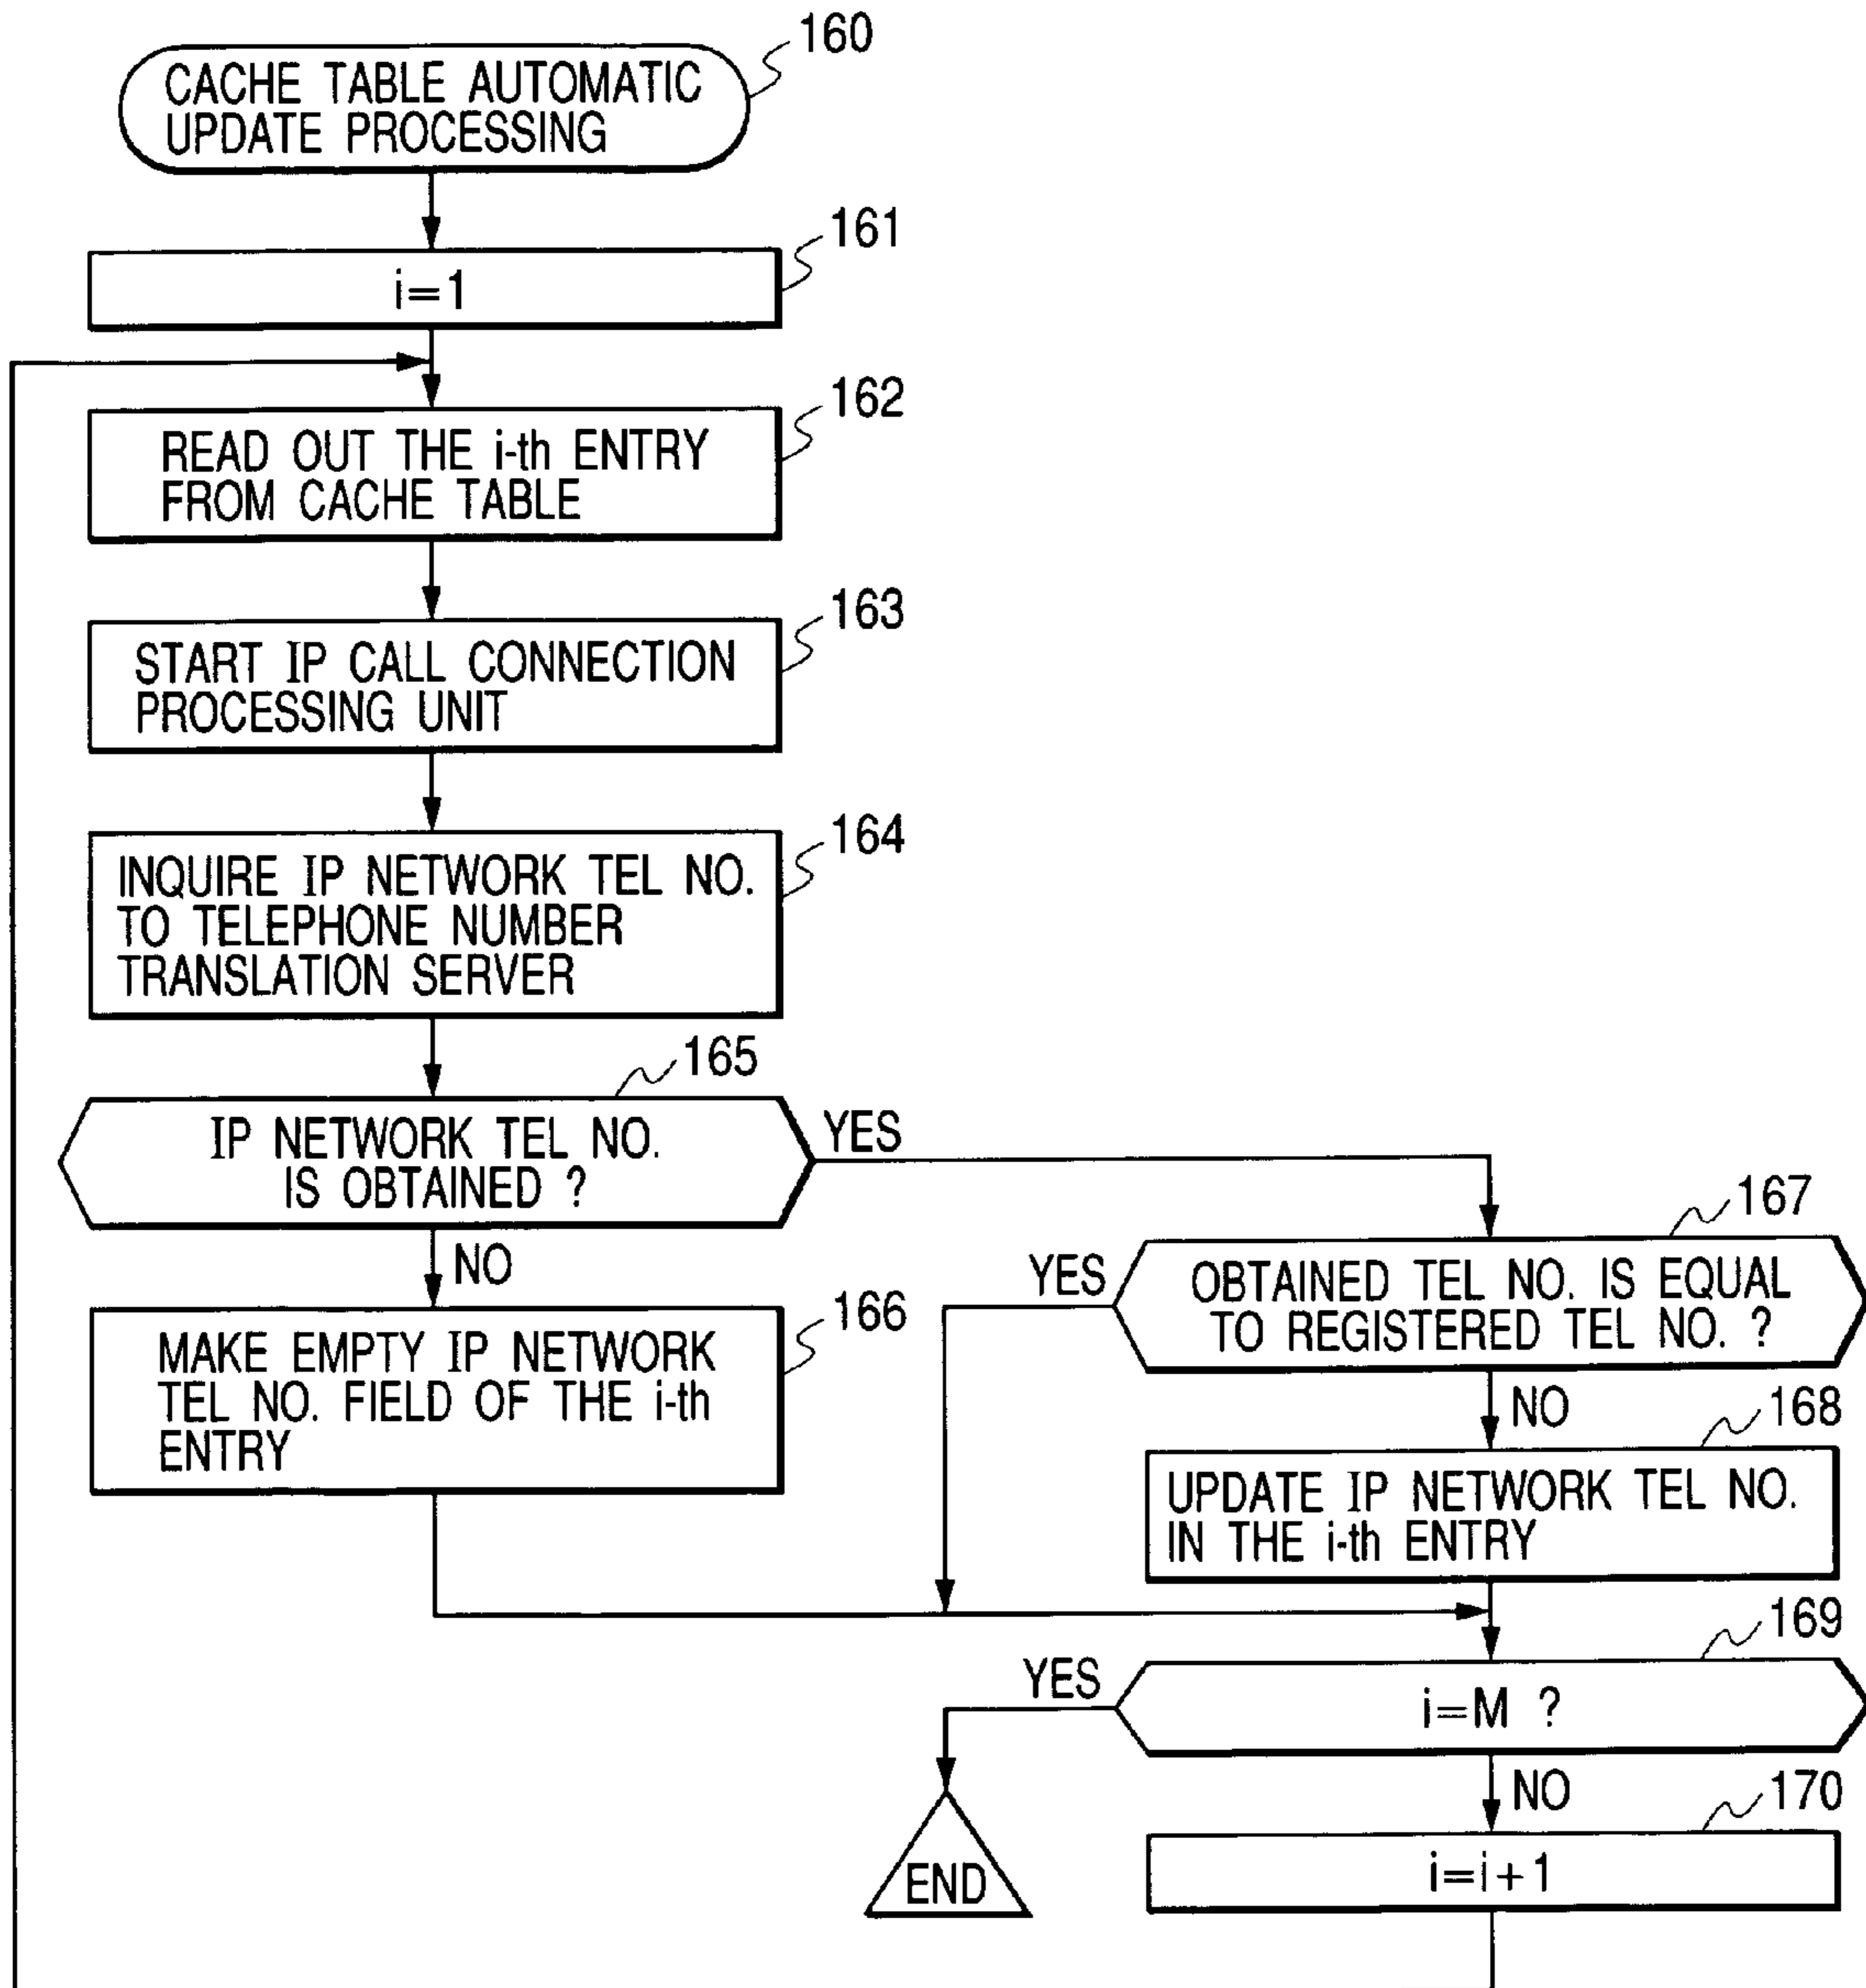 160
CACHE TABLE AUTOMATIC
UPDATE PROCESSING
161
i=1
162
READ OUT THE i-th ENTRY
FROM CACHE TABLE
163
START IP CALL CONNECTION
PROCESSING UNIT
164
INQUIRE IP NETWORK TEL NO.
TO TELEPHONE NUMBER
TRANSLATION SERVER
165
IP NETWORK TEL NO.
IS OBTAINED ?
YES
NO
166
MAKE EMPTY IP NETWORK
TEL NO. FIELD OF THE i-th
ENTRY
167
YES
OBTAINED TEL NO. IS EQUAL
TO REGISTERED TEL NO. ?
NO
168
UPDATE IP NETWORK TEL NO.
IN THE i-th ENTRY
169
YES
i=M ?
NO
END
170
i=i+1